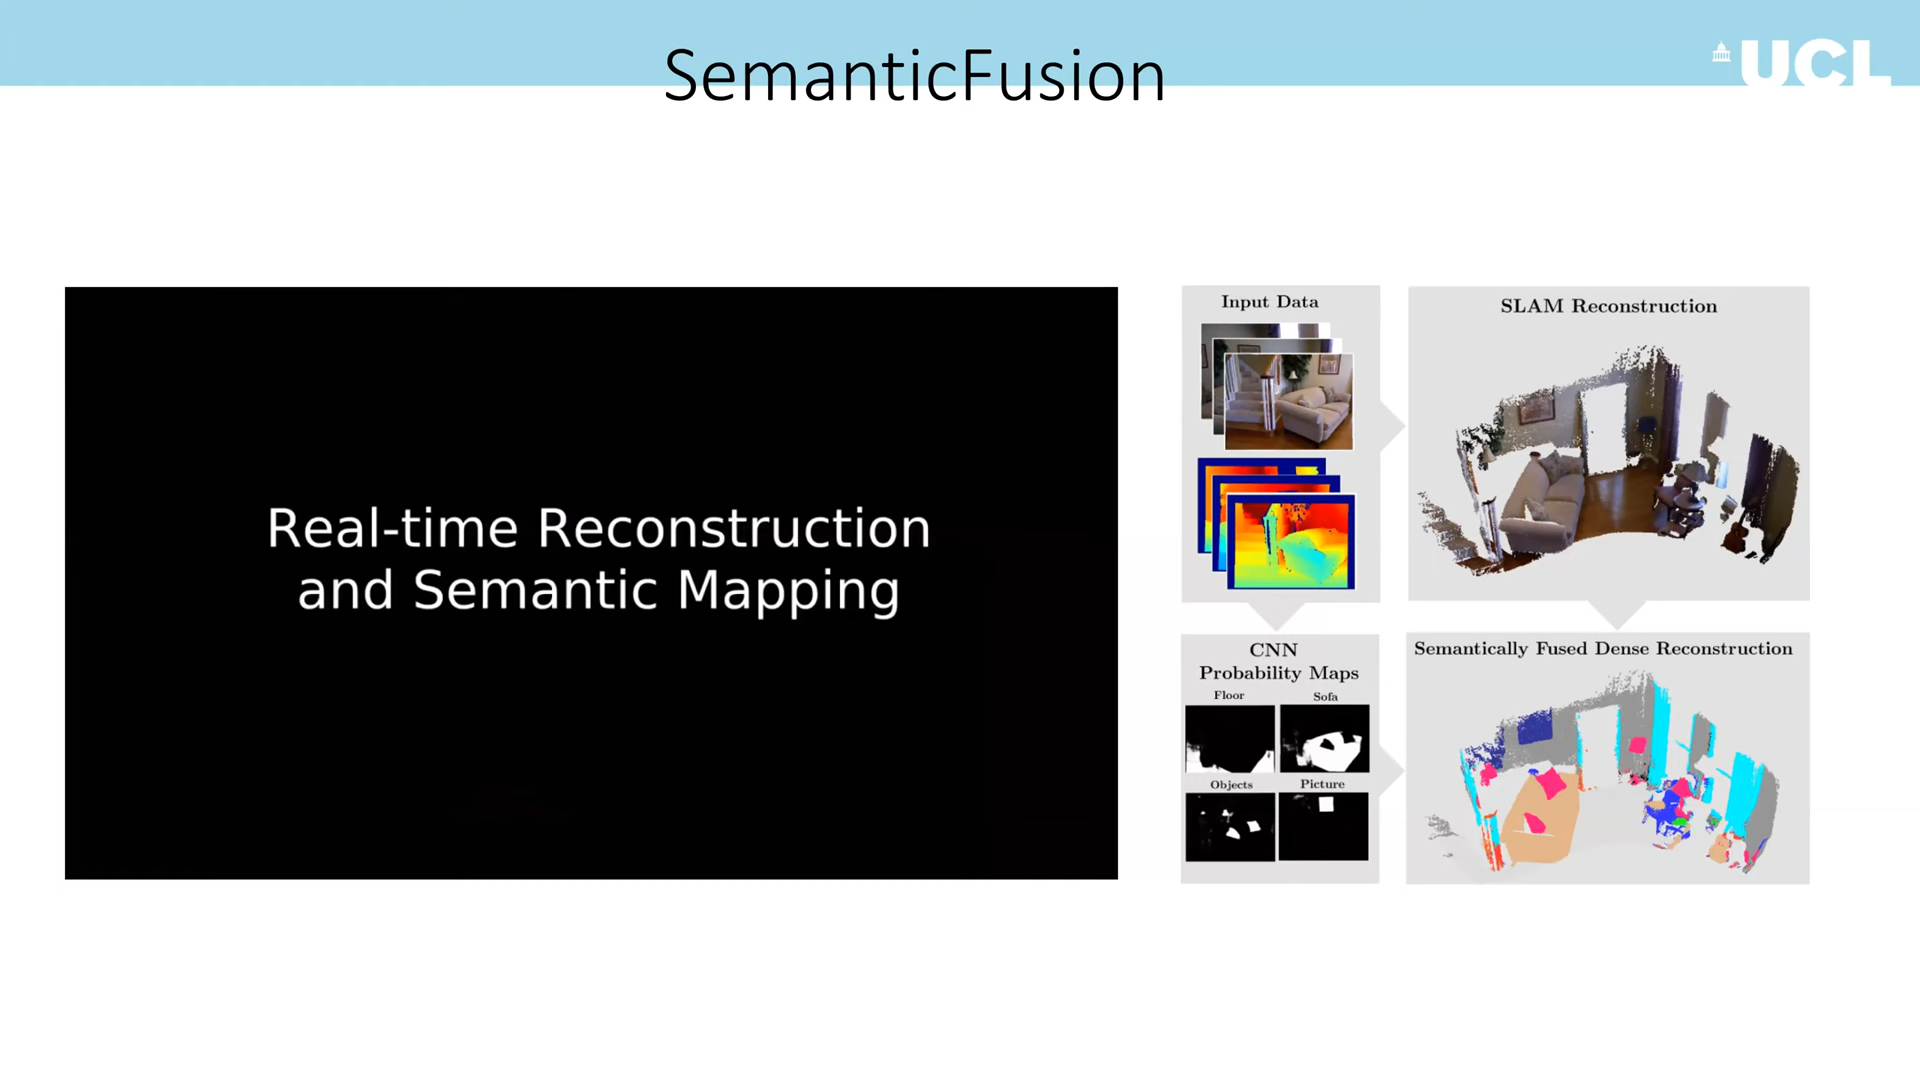 SemanticFusion
UCL
Real-time Reconstruction
and Semantic Mapping
Input Data
SLAM Reconstruction
CNN
Probability Maps
Floor
Sofa
Objects
Picture
Semantically Fused Dense Reconstruction